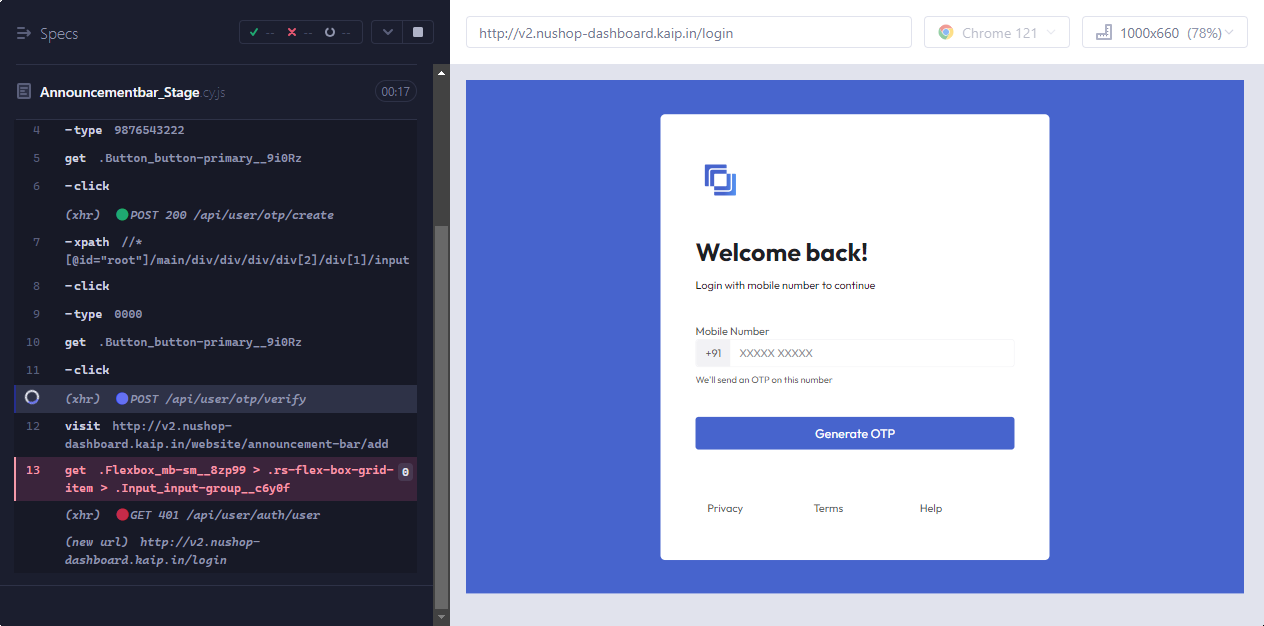 Specs
-- -- --
Announcementbar_Stage.cy.js 00:17
4 -type 9876543222
5 get .Button_button-primary__9i0Rz
6 -click
(xhr) POST 200 /api/user/otp/create
7 -xpath //*
[@id="root"]/main/div/div/div/div[2]/div[1]/input
8 -click
9 -type 0000
10 get .Button_button-primary__9i0Rz
11 -click
(xhr) POST /api/user/otp/verify
12 visit http://v2.nushop-
dashboard.kaip.in/website/announcement-bar/add
13 get .Flexbox_mb-sm__8zp99 > .rs-flex-box-grid- 0
item > .Input_input-group__c6y0f
(xhr) GET 401 /api/user/auth/user
(new url) http://v2.nushop-
dashboard.kaip.in/login
http://v2.nushop-dashboard.kaip.in/login
Chrome 121
1000x660 (78%)
Welcome back!
Login with mobile number to continue
Mobile Number
+91 XXXXX XXXXX
We'll send an OTP on this number
Generate OTP
Privacy Terms Help